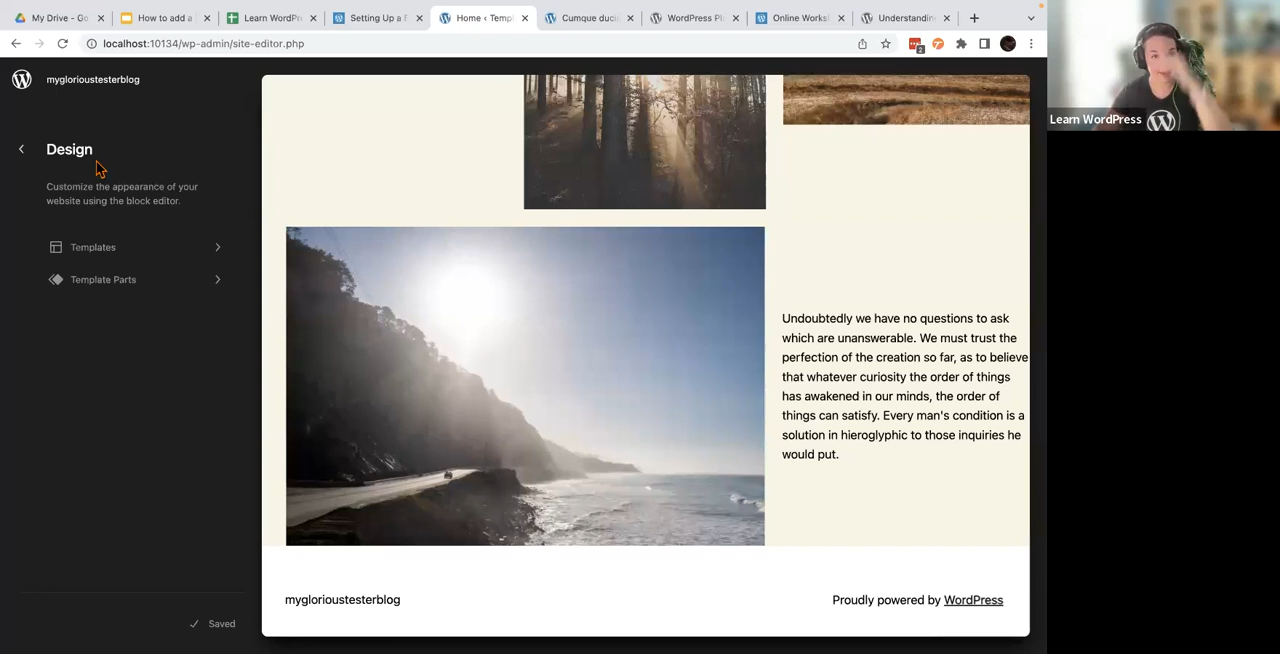 My Drive - Go
How to add a
Learn WordPr
Setting Up a
Home ‹ Templ
Cumque duci
WordPress Pl
Online Works
Understandin
localhost:10134/wp-admin/site-editor.php
2
myglorioustesterblog
Learn WordPress
Design
Customize the appearance of your
website using the block editor.
Templates
Template Parts
Undoubtedly we have no questions to ask
which are unanswerable. We must trust the
perfection of the creation so far, as to believe
that whatever curiosity the order of things
has awakened in our minds, the order of
things can satisfy. Every man's condition is a
solution in hieroglyphic to those inquiries he
would put.
myglorioustesterblog
Proudly powered by WordPress
Saved